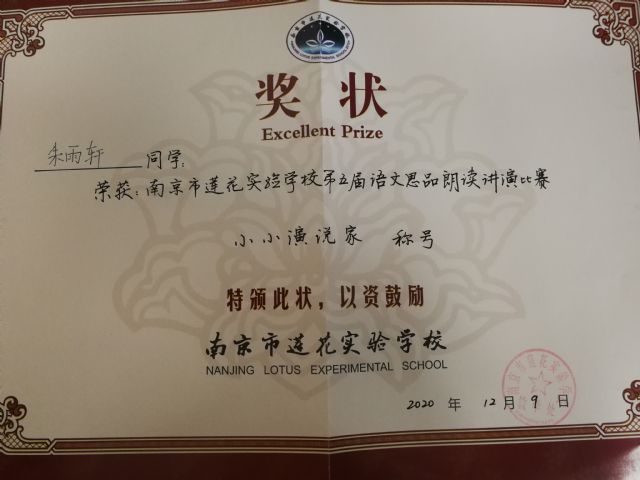 奖状
Excellent Prize
朱雨轩 同学:
荣获:南京市莲花实验学校第五届语文思品朗读讲演比赛
小小演说家 称号
特颁此状，以资鼓励
南京市莲花实验学校
NANJING LOTUS EXPERIMENTAL SCHOOL
2020 年 12 月 9 日